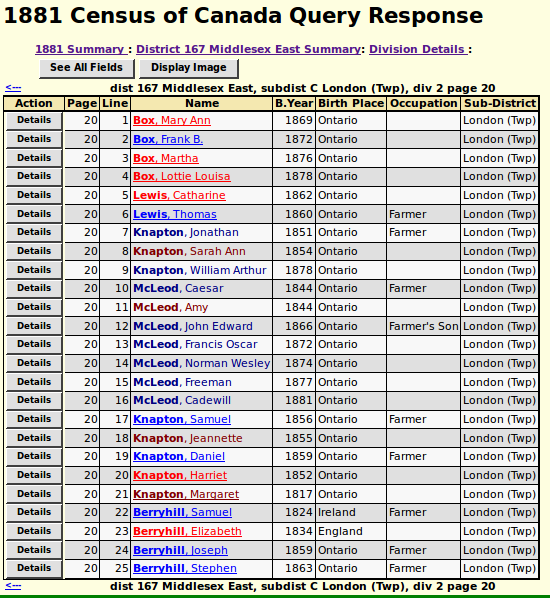 1881 Census of Canada Query Response
1881 Summary : District 167 Middlesex East Summary: Division Details :
See All Fields Display Image
<--- dist 167 Middlesex East, subdist C London (Twp), div 2 page 20
Action Page Line Name B.Year Birth Place Occupation Sub-District
Details 20 1 Box, Mary Ann 1869 Ontario London (Twp)
Details 20 2 Box, Frank B. 1872 Ontario London (Twp)
Details 20 3 Box, Martha 1876 Ontario London (Twp)
Details 20 4 Box, Lottie Louisa 1878 Ontario London (Twp)
Details 20 5 Lewis, Catharine 1862 Ontario London (Twp)
Details 20 6 Lewis, Thomas 1860 Ontario Farmer London (Twp)
Details 20 7 Knapton, Jonathan 1851 Ontario Farmer London (Twp)
Details 20 8 Knapton, Sarah Ann 1854 Ontario London (Twp)
Details 20 9 Knapton, William Arthur 1878 Ontario London (Twp)
Details 20 10 McLeod, Caesar 1844 Ontario Farmer London (Twp)
Details 20 11 McLeod, Amy 1844 Ontario London (Twp)
Details 20 12 McLeod, John Edward 1866 Ontario Farmer's Son London (Twp)
Details 20 13 McLeod, Francis Oscar 1872 Ontario London (Twp)
Details 20 14 McLeod, Norman Wesley 1874 Ontario London (Twp)
Details 20 15 McLeod, Freeman 1877 Ontario London (Twp)
Details 20 16 McLeod, Cadewill 1881 Ontario London (Twp)
Details 20 17 Knapton, Samuel 1856 Ontario Farmer London (Twp)
Details 20 18 Knapton, Jeannette 1855 Ontario London (Twp)
Details 20 19 Knapton, Daniel 1859 Ontario Farmer London (Twp)
Details 20 20 Knapton, Harriet 1852 Ontario London (Twp)
Details 20 21 Knapton, Margaret 1817 Ontario London (Twp)
Details 20 22 Berryhill, Samuel 1824 Ireland Farmer London (Twp)
Details 20 23 Berryhill, Elizabeth 1834 England London (Twp)
Details 20 24 Berryhill, Joseph 1859 Ontario Farmer London (Twp)
Details 20 25 Berryhill, Stephen 1863 Ontario Farmer London (Twp)
<--- dist 167 Middlesex East, subdist C London (Twp), div 2 page 20